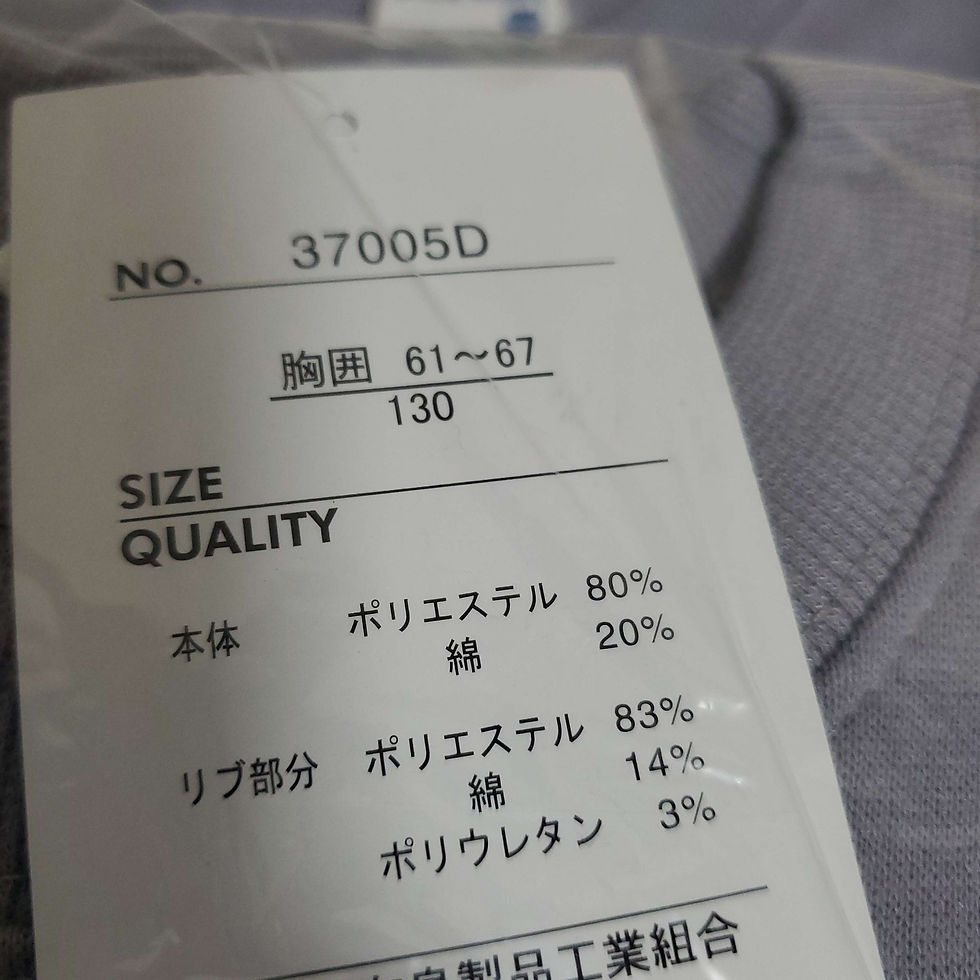 NO. 37005D
胸囲 61～67
130
SIZE
QUALITY
本体 ポリエステル 80%
綿 20%
リブ部分 ポリエステル 83%
綿 14%
ポリウレタン 3%
製品工業組合